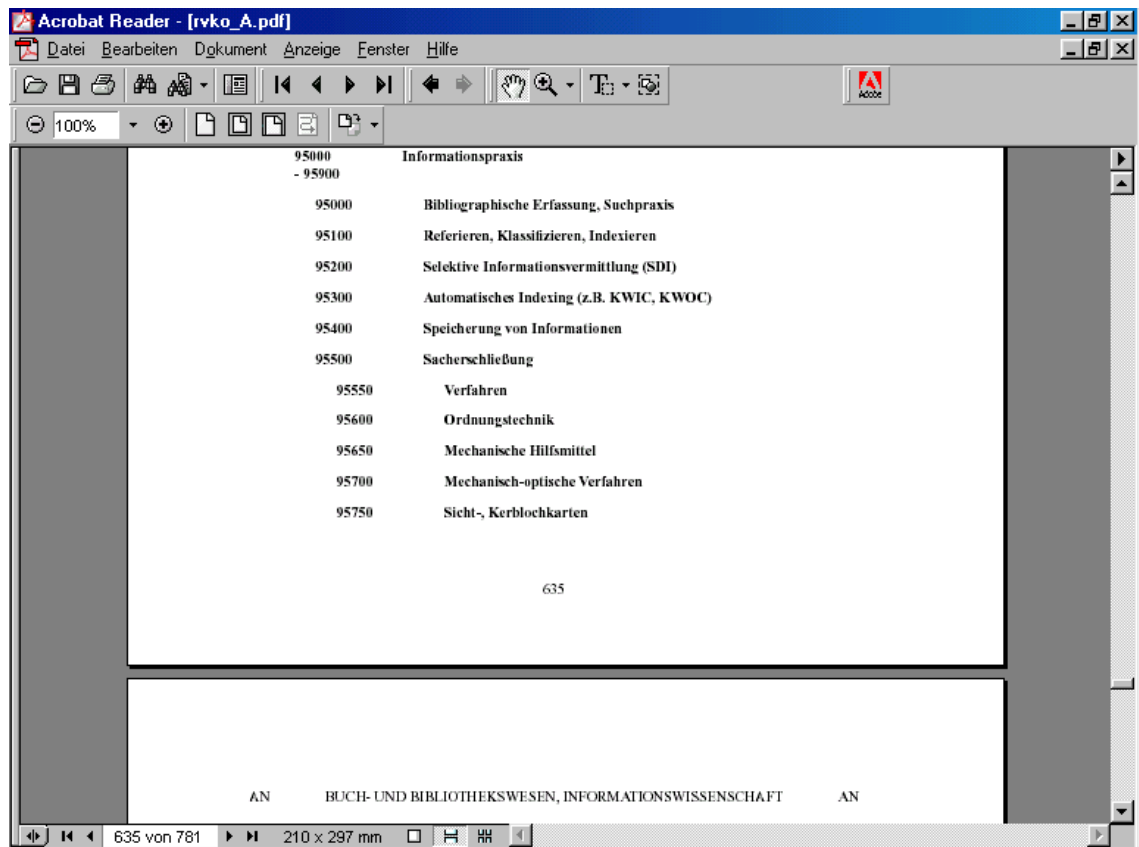 Acrobat Reader - [rvko_A.pdf]
Datei Bearbeiten Dokument Anzeige Fenster Hilfe
Adobe
100%
95000 Informationspraxis
- 95900
95000 Bibliographische Erfassung, Suchpraxis
95100 Referieren, Klassifizieren, Indexieren
95200 Selektive Informationsvermittlung (SDI)
95300 Automatisches Indexing (z.B. KWIC, KWOC)
95400 Speicherung von Informationen
95500 Sacherschließung
95550 Verfahren
95600 Ordnungstechnik
95650 Mechanische Hilfsmittel
95700 Mechanisch-optische Verfahren
95750 Sicht-, Kerblochkarten
635
AN BUCH- UND BIBLIOTHEKSWESEN, INFORMATIONSWISSENSCHAFT AN
635 von 781 210 x 297 mm